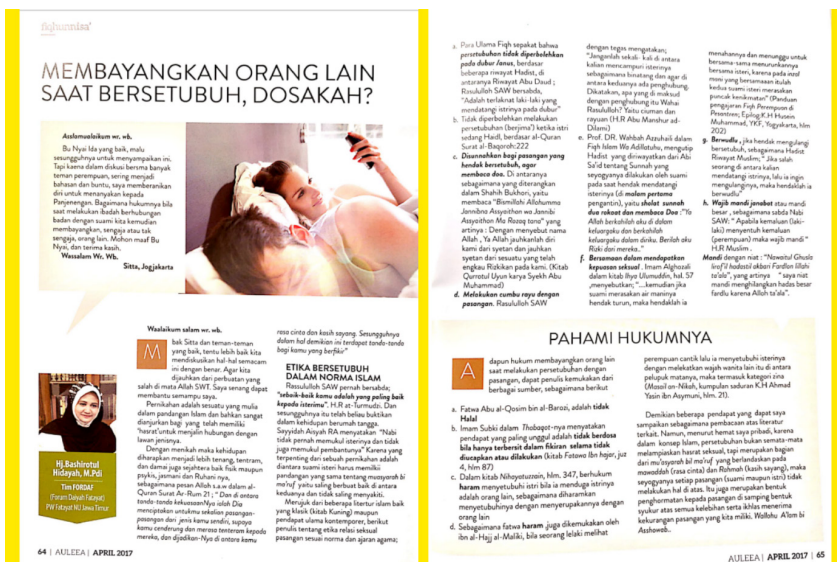 fiqhunnisa'
MEMBAYANGKAN ORANG LAIN
SAAT BERSETUBUH, DOSAKAH?
Assslamualaikum wr. wb.
Bu Nyai Ida yang baik, malu
sesungguhnya untuk menyampaikan ini.
Tapi kaena dalam diskusi bersma banyak
teman perempuan, sering menjadi
bahasan dan buntu, saya memberanikan
diri untuk menanyakan kepada
Panjenengan. Bagaimana hukumnya bila
saat melakukan ibadah berhubungan
badan dengan suami kita kemudian
membayangkan, sengaja atau tak
sengaja, orang lain. Mohon maaf Bu
Nyai, dan terima kasih.
Wassalam Wr. Wb.
Sitta, Jogjakarta
Hj.Bashirotul
Hidayah, M.Pdi
Tim FORDAF
(Foram Daiyah Fatayat)
PW Fatayat NU Jawa Timur
Waalaikum salam wr. wb.
Mbak Sitta dan teman-teman
yang baik, tentu lebih baik kita
mendiskusikan hal-hal semacam
ini dengan benar. Agar kita
dijauhkan dari perbuatan yang
salah di mata Allah SWT. Saya senang dapat
membantu semampu saya.
Pernikahan adalah sesuatu yang mulia
dalam pandangan Islam dan bahkan sangat
dianjurkan bagi yang telah memiliki
'hasrat'untuk menjalin hubungan dengan
lawan jenisnya.
Dengan menikah maka kehidupan
diharapkan menjadi lebih tenang, tentram,
dan damai juga sejahtera baik fisik maupun
psykis, jasmani dan Ruhani nya,
sebagaimana pesan Allah s.a.w dalam al-
Quran Surat Ar-Rum 21 ; " Dan di antara
tanda-tanda kekuasaanNya ialah Dia
menciptakan untukmu sekalian pasangan-
pasangan dari jenis kamu sendiri, supaya
kamu cenderung dan merasa tenteram kepada
mereka, dan dijadikan-Nya di antara kamu
rasa cinta dan kasih sayang. Sesungguhnya
dalam hal demikian ini terdapat tanda-tanda
bagi kamu yang berfikir"
ETIKA BERSETUBUH
DALAM NORMA ISLAM
Rassulullah SAW pernah bersabda;
"sebaik-baik kamu adalah yang paling baik
kepada isterimu". H.R at-Turmudzi. Dan
sesungguhnya itu telah beliau buktikan
dalam kehidupan berumah tangga.
Sayyidah Aisyah RA menyatakan "Nabi
tidak pernah memukul isterinya dan tidak
juga memukul pembantunya" Karena yang
terpenting dari sebuah pernikahan adalah
diantara suami isteri harus memilki
pandangan yang sama tentang muasyarah bi
ma'ruf yaitu saling berbuat baik di antara
keduanya dan tidak saling menyakiti.
Merujuk dari beberapa litertur islam baik
yang klasik (kitab Kuning) maupun
pendapat ulama kontemporer, berikut
penulis tentang etika relasi seksual
pasangan sesuai norma dan ajaran agama;
64 / AULEEA | APRIL 2017
a. Para Ulama Fiqh sepakat bahwa
persetubuhan tidak diperbolehkan
pada dubur /anus, berdasar
beberapa riwayat Hadist, di
antaranya Riwayat Abu Daud ;
Rasulullah SAW bersabda,
"Adalah terlaknat laki-laki yang
mendatangi istrinya pada dubur"
b. Tidak diperbolehkan melakukan
persetubuhan (berjima') ketika istri
sedang Haidl, berdasar al-Quran
Surat al-Baqoroh:222
c. Disunnahkan bagi pasangan yang
hendak bersetubuh, agar
membaca doa. Di antaranya
sebagaimana yang diterangkan
dalam Shahih Bukhori, yaitu
membaca "Bismillahi Allohumma
Jannibna Assyaithon wa Jannibi
Assyaithon Ma Rozaq tana" yang
artinya : Dengan menyebut nama
Allah , Ya Allah jauhkanlah diri
kami dari syetan dan jauhkan
syetan dari sesuatu yang telah
engkau Rizkikan pada kami. (Kitab
Qurrotul Uyun karya Syekh Abu
Muhammad)
d. Melakukan cumbu rayu dengan
pasangan. Rasulullah SAW
dengan tegas mengatakan;
"Janganlah sekali- kali di antara
kalian mencampuri isterinya
sebagaimana binatang dan agar di
antara keduanya ada penghubung.
Dikatakan, apa yang di maksud
dengan penghubung itu Wahai
Rasulullah? Yaitu ciuman dan
rayuan (H.R Abu Manshur ad-
Dilami)
e. Prof. DR. Wahbah Azzuhaili dalam
Fiqh Islam Wa Adillatuhu, mengutip
Hadist yang diriwayatkan dari Abi
Sa'id tentang Sunnah yang
seyogyanya dilakukan oleh suami
pada saat hendak mendatangi
isterinya (di malam pertama
pengantin), yaitu sholat sunnah
dua rakaat dan membaca Doa :"Ya
Allah berkahilah aku di dalam
keluargaku dan berkahilah
keluargaku dalam diriku. Berilah aku
Rizki dari mereka.."
f. Bersamaan dalam mendapatkan
kepuasan seksual . Imam Alghozali
dalam kitab Ihya Ulumuddin, hal. 57
,menyebutkan; "....kemudian jika
suami merasakan air maninya
hendak turun, maka hendaklah ia
menahannya dan menunggu untuk
bersama-sama menurunkannya
bersama isteri, karena pada inzal
mesi yang bersamaan itulah
kedua suami isteri merasakan
puncak kenikmatan" (Panduan
pengajaran Fiqh Perempuan di
Pesantren; Epilog:K.H Husein
Muhammad, YKF, Yogyakarta, hlm
202)
g. Berwudlu , jika hendak mengulangi
bersetubuh, sebagaimana Hadist
Riwayat Muslim; " Jika salah
seorang di antara kalian
mendatangi istrinya, lalu ia ingin
mengulanginya, maka hendaklah ia
berwudlu"
h. Wajib mandi janabat atau mandi
besar , sebagaimana sabda Nabi
SAW: " Apabila kemaluan (laki-
laki) menyentuh kemaluan
(perempuan) maka wajib mandi "
H.R Muslim .
Mandi dengan niat : "Nawaitul Ghusla
lirof'il hadastil akbari Fardlon lillahi
ta'ala", yang artinya " saya niat
mandi menghilangkan hadas besar
fardlu karena Alloh ta'ala".
PAHAMI HUKUMNYA
Adapun hukum membayangkan orang lain
saat melakukan persetubuhan dengan
pasangan, dapat penulis kemukakan dari
berbagai sumber, sebagaimana berikut
a. Fatwa Abu al-Qosim bin al-Barozi, adalah tidak
Halal
b. Imam Subki dalam Thobaqot-nya menyatakan
pendapat yang paling unggul adalah tidak berdosa
bila hanya terbersit dalam fikiran selama tidak
diucapkan atau dilakukan (kitab Fatawa Ibn hajar, juz
4, hlm 87)
c. Dalam kitab Nihayatuzain, hlm. 347, berhukum
haram menyetubuhi istri bila ia menduga istrinya
adalah orang lain, sebagaimana diharamkan
menyetubuhinya dengan menyerupakannya dengan
orang lain
d. Sebagaimana fatwa haram ,juga dikemukakan oleh
ibn al-Hajj al-Maliki, bila seorang lelaki melihat
perempuan cantik lalu ia menyetubuhi isterinya
dengan melekatkan wajah wanita lain itu di antara
pelupuk matanya, maka termasuk kategori zina
(Masail an-Nikah, kumpulan saduran K.H Ahmad
Yasin ibn Asymuni, hlm. 21).
Demikian beberapa pendapat yang dapat saya
sampaikan sebagaimana pembacaan atas literatur
terkait. Namun, menurut hemat saya pribadi, karena
dalam konsep Islam, persetubuhan bukan semata-mata
melampiaskan hasrat seksual, tapi merupakan bagian
dari mu'asyaroh bil ma'ruf yang berlandaskan pada
mawaddah (rasa cinta) dan Rahmah (kasih sayang), maka
seyogyanya setiap pasangan (suami maupun istri) tidak
melakukan hal di atas. Itu juga merupakan bentuk
penghormatan kepada pasangan di samping bentuk
syukur atas semua kelebihan serta ikhlas menerima
kekurangan pasangan yang kita miliki. Wallohu A'lam bi
Asshowab..
AULEEA | APRIL 2017 / 65